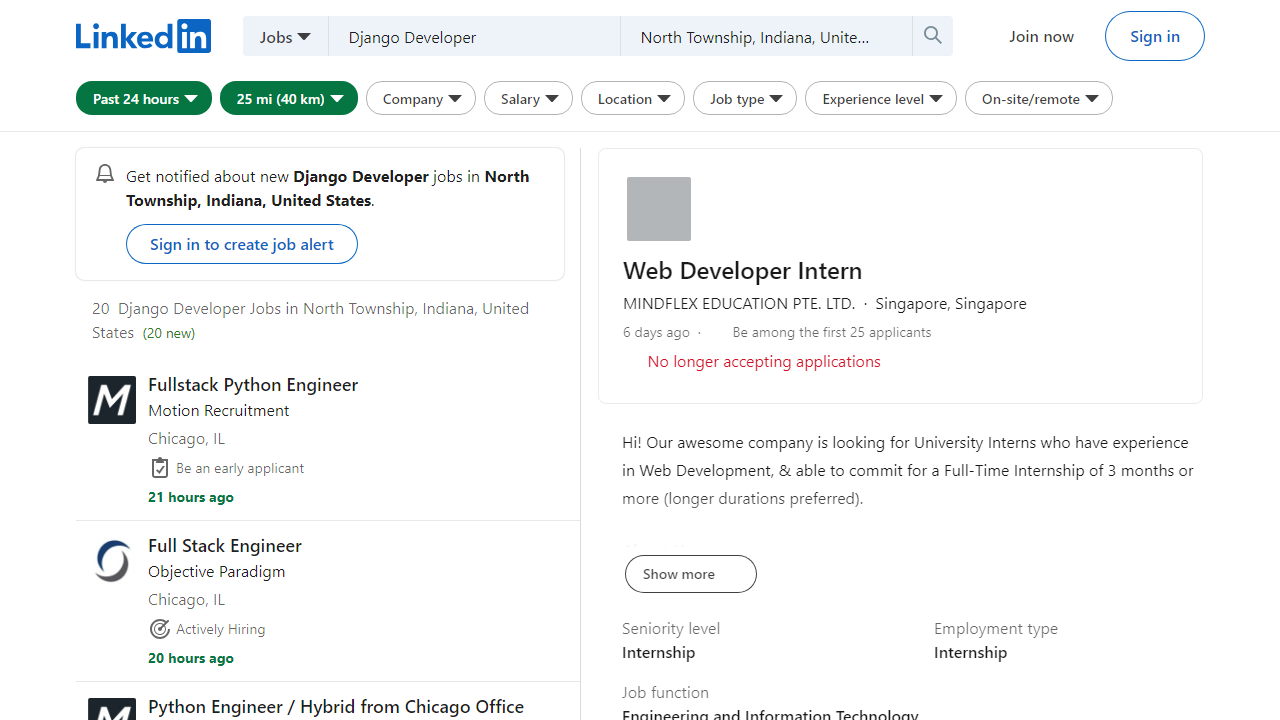 LinkedIn
Jobs
Django Developer
North Township, Indiana, Unite...
Join now
Sign in
Past 24 hours
25 mi (40 km)
Company
Salary
Location
Job type
Experience level
On-site/remote
Get notified about new Django Developer jobs in North
Township, Indiana, United States.
Sign in to create job alert
20 Django Developer Jobs in North Township, Indiana, United
States (20 new)
M
Fullstack Python Engineer
Motion Recruitment
Chicago, IL
Be an early applicant
21 hours ago
Full Stack Engineer
Objective Paradigm
Chicago, IL
Actively Hiring
20 hours ago
M
Python Engineer / Hybrid from Chicago Office
Web Developer Intern
MINDFLEX EDUCATION PTE. LTD. · Singapore, Singapore
6 days ago · Be among the first 25 applicants
No longer accepting applications
Hi! Our awesome company is looking for University Interns who have experience
in Web Development, & able to commit for a Full-Time Internship of 3 months or
more (longer durations preferred).
Show more
Seniority level
Internship
Employment type
Internship
Job function
Engineering and Information Technology